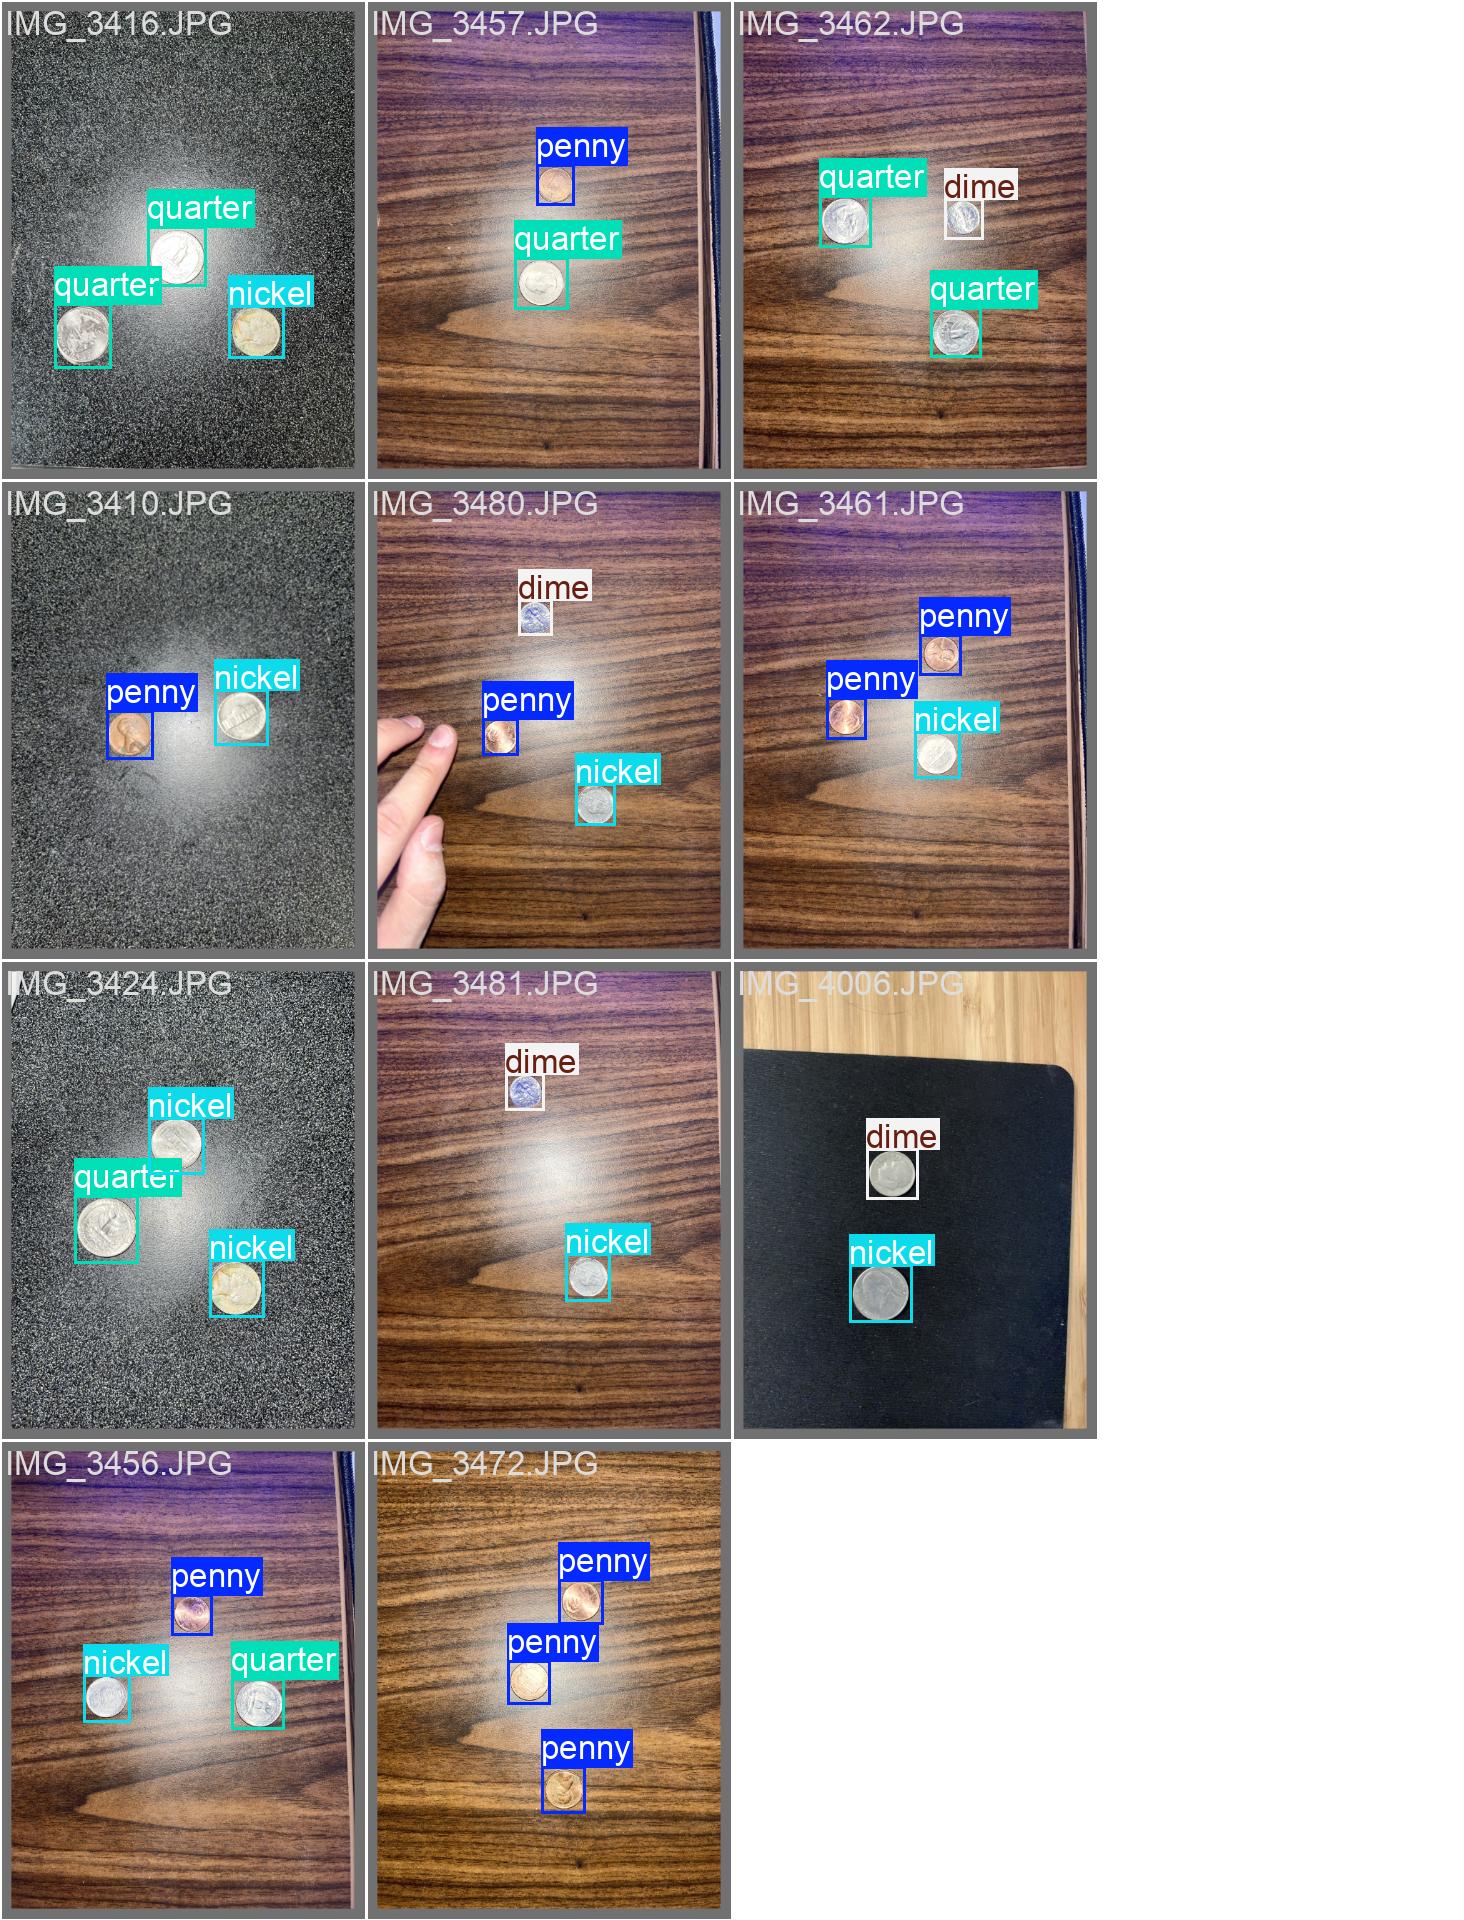 IMG_3416.JPG
quarter
quarter
nickel
IMG_3457.JPG
penny
quarter
IMG_3462.JPG
quarter
dime
quarter
IMG_3410.JPG
penny
nickel
IMG_3480.JPG
dime
penny
nickel
IMG_3461.JPG
penny
penny
nickel
IMG_3424.JPG
nickel
quarter
nickel
IMG_3481.JPG
dime
nickel
IMG_4006.JPG
dime
nickel
IMG_3456.JPG
penny
nickel
quarter
IMG_3472.JPG
penny
penny
penny